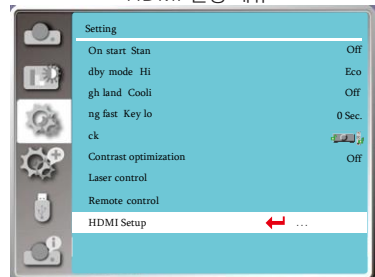 Setting
On start Stan Off
dby mode Hi Eco
gh land Cooli Off
ng fast Key lo 0 Sec.
ck
Contrast optimization Off
Laser control
Remote control
HDMI Setup ...